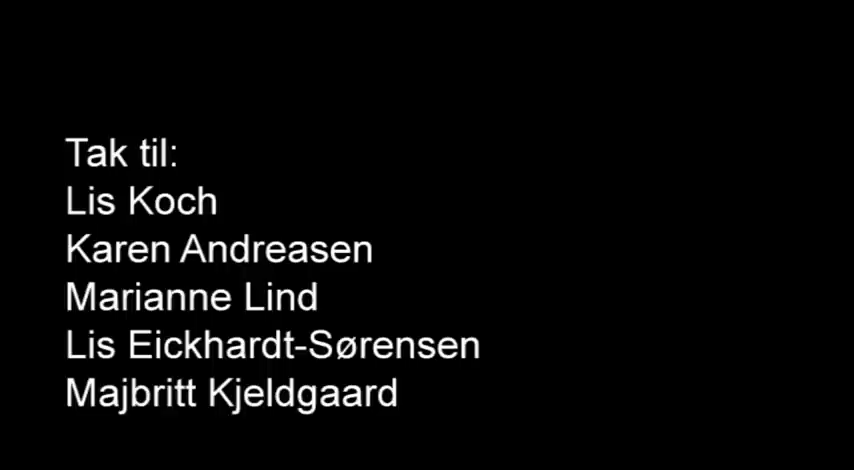 Tak til:
Lis Koch
Karen Andreasen
Marianne Lind
Lis Eickhardt-Sørensen
Majbritt Kjeldgaard